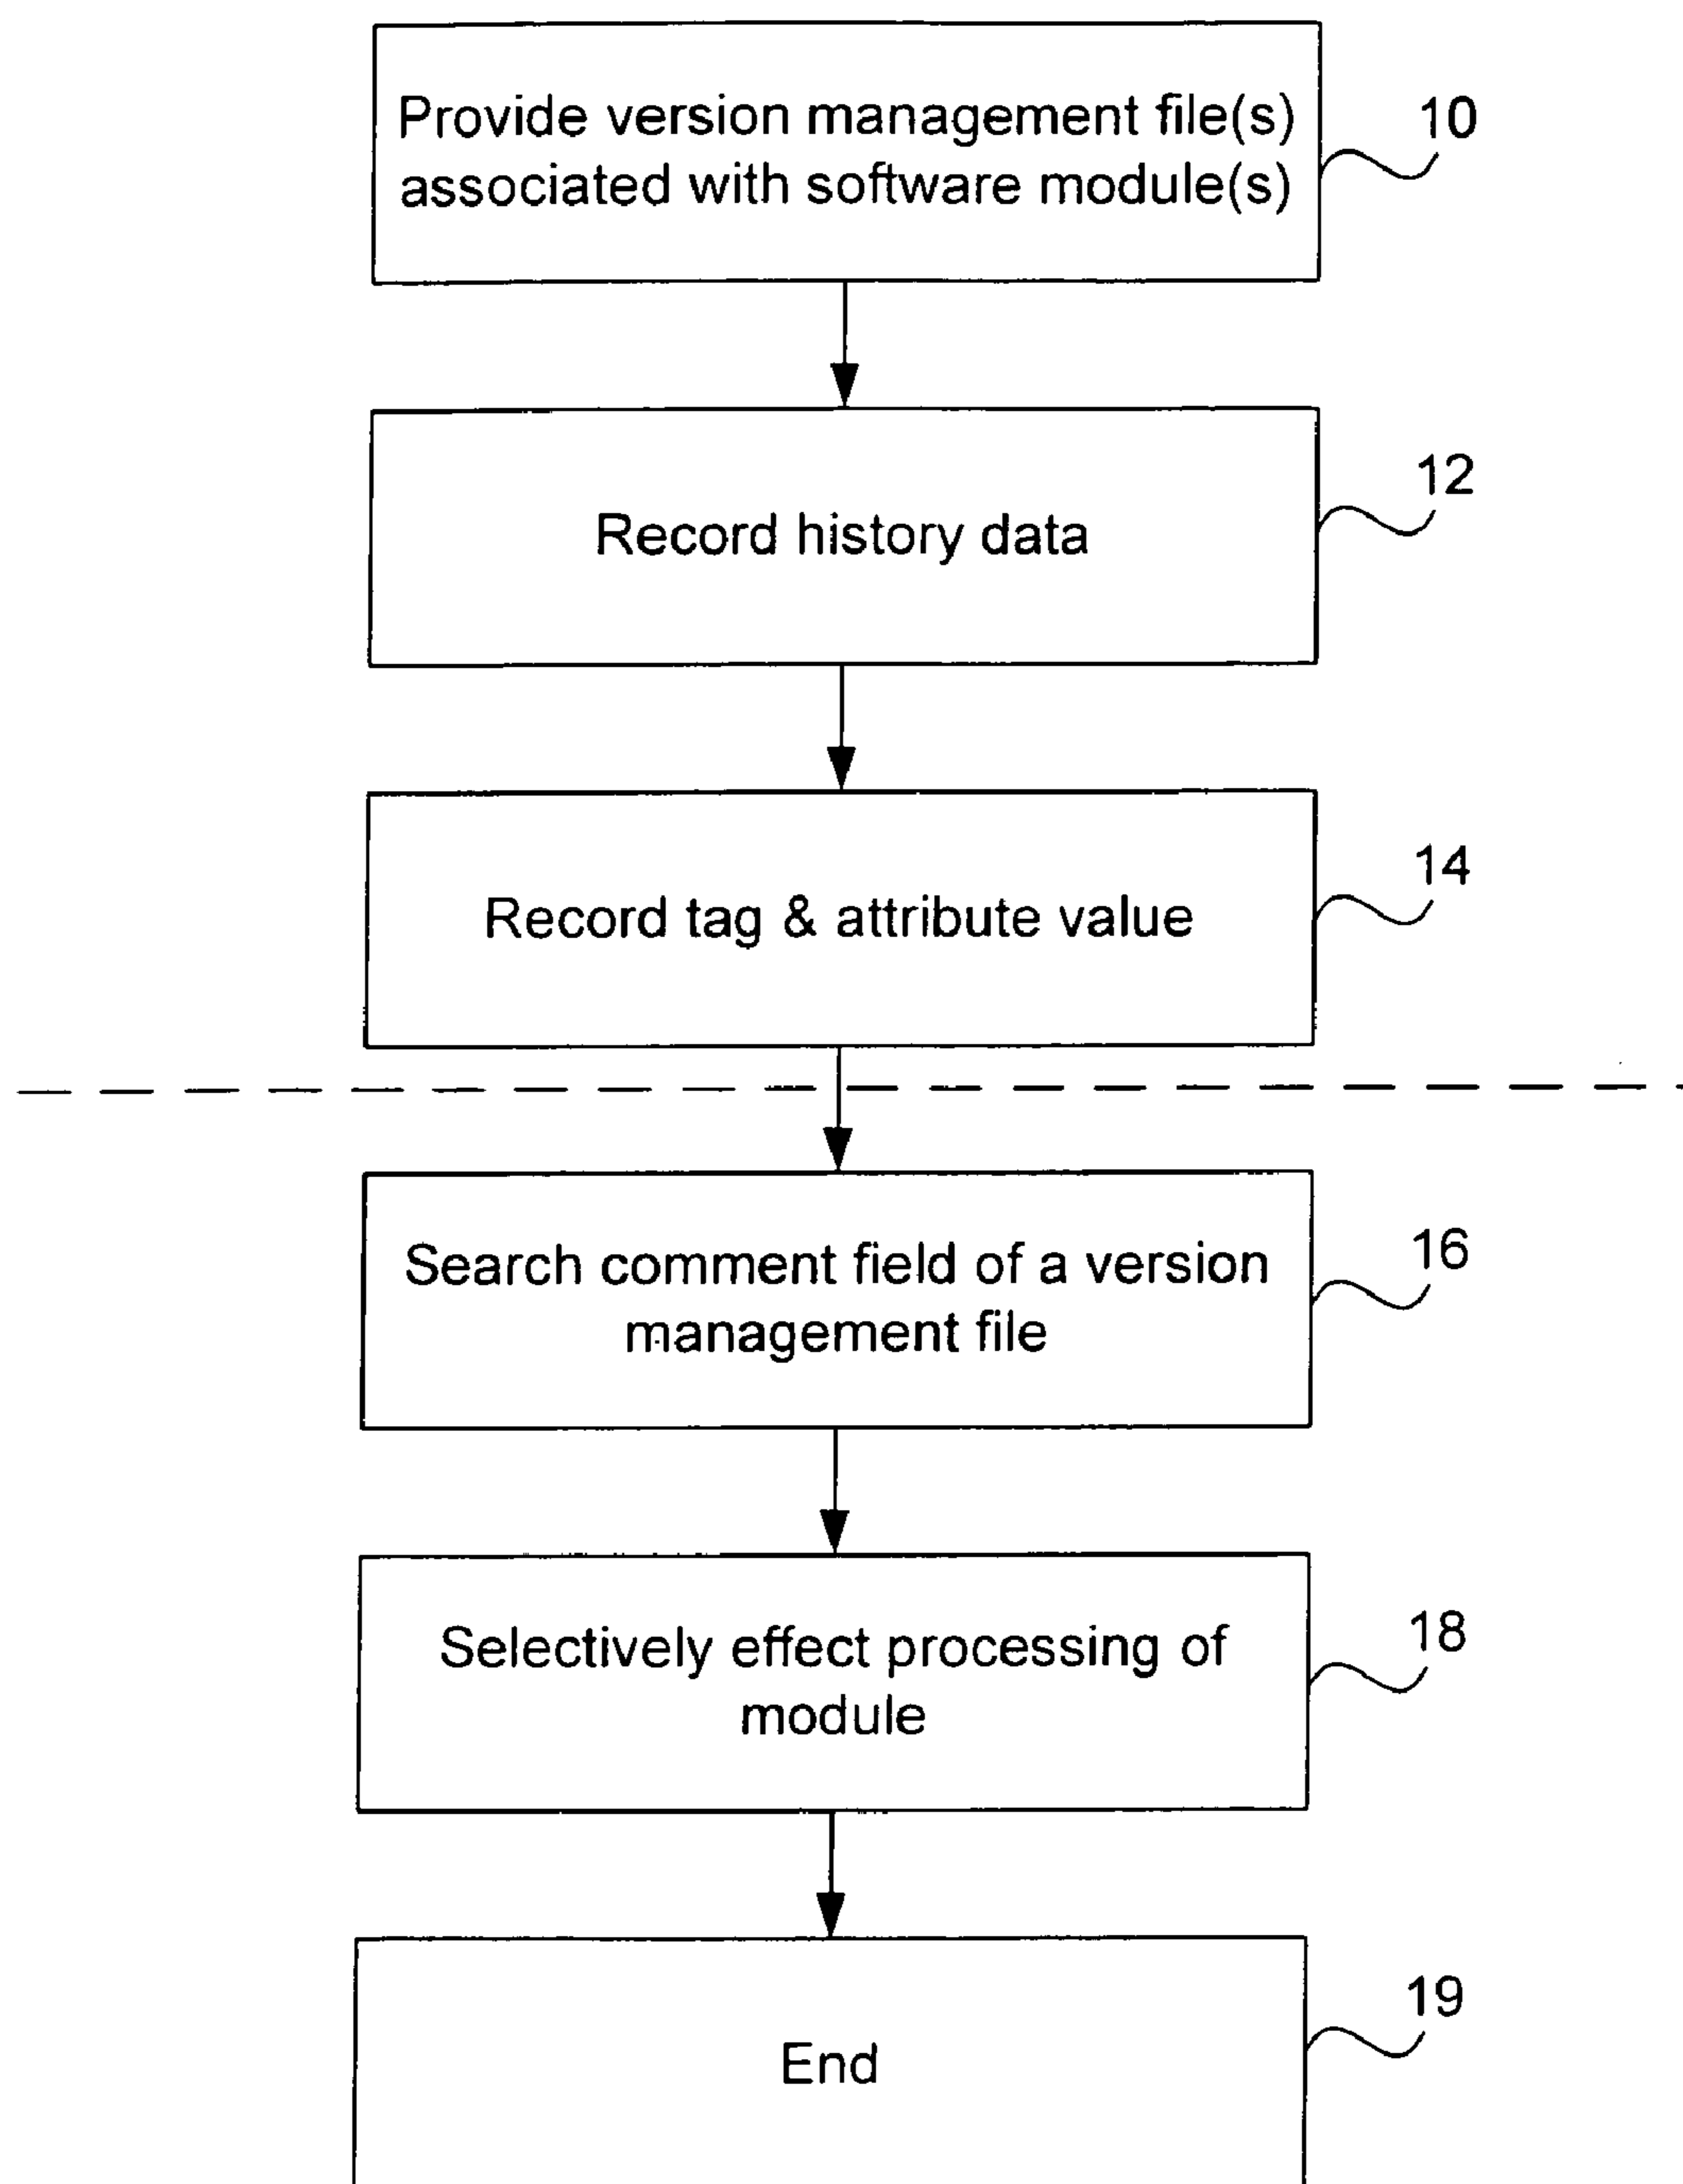 Provide version management file(s)
associated with software module(s)
10
Record history data
12
Record tag & attribute value
14
Search comment field of a version
management file
16
Selectively effect processing of
module
18
End
19